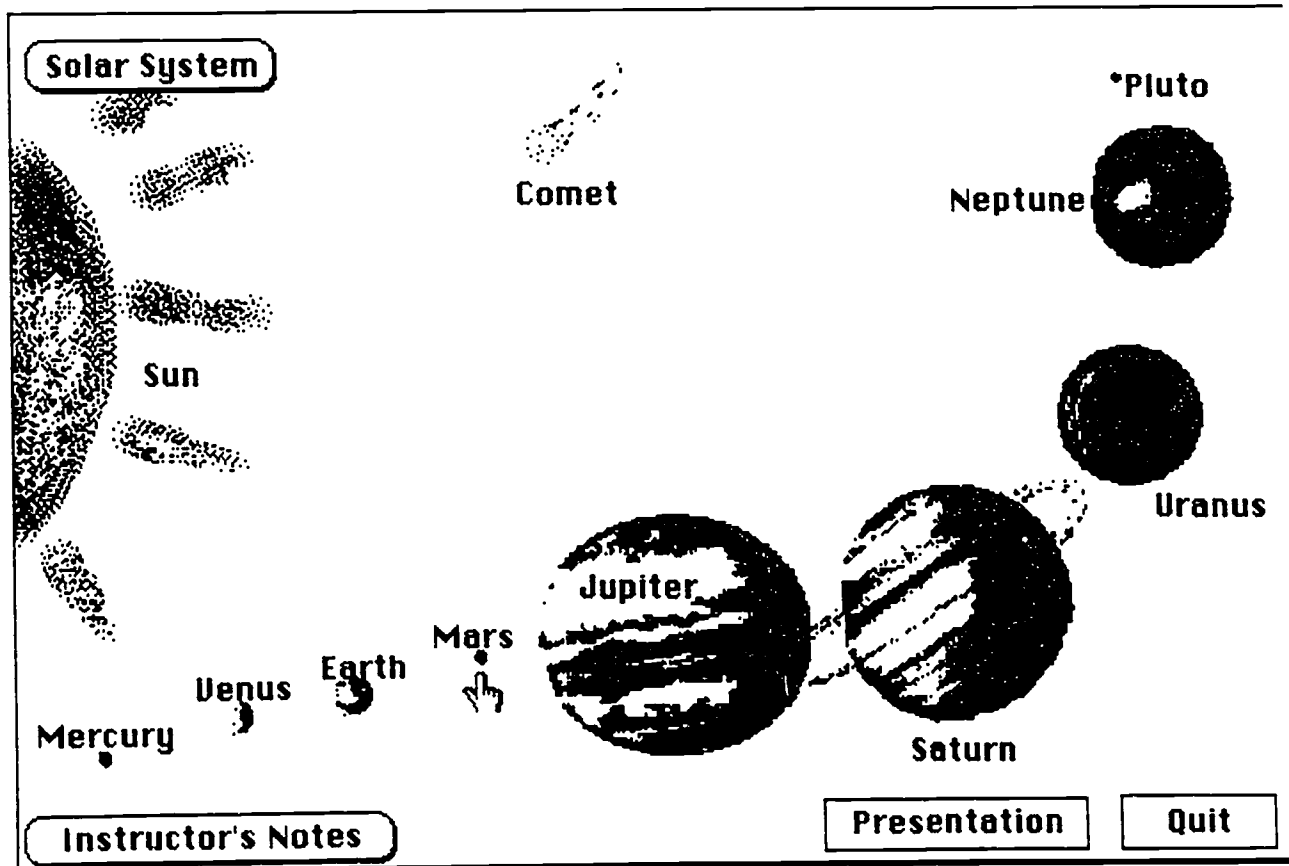 Solar System
Pluto
Comet
Neptune
Sun
Uranus
Jupiter
Mars
Earth
Venus
Mercury
Saturn
Instructor's Notes
Presentation
Quit